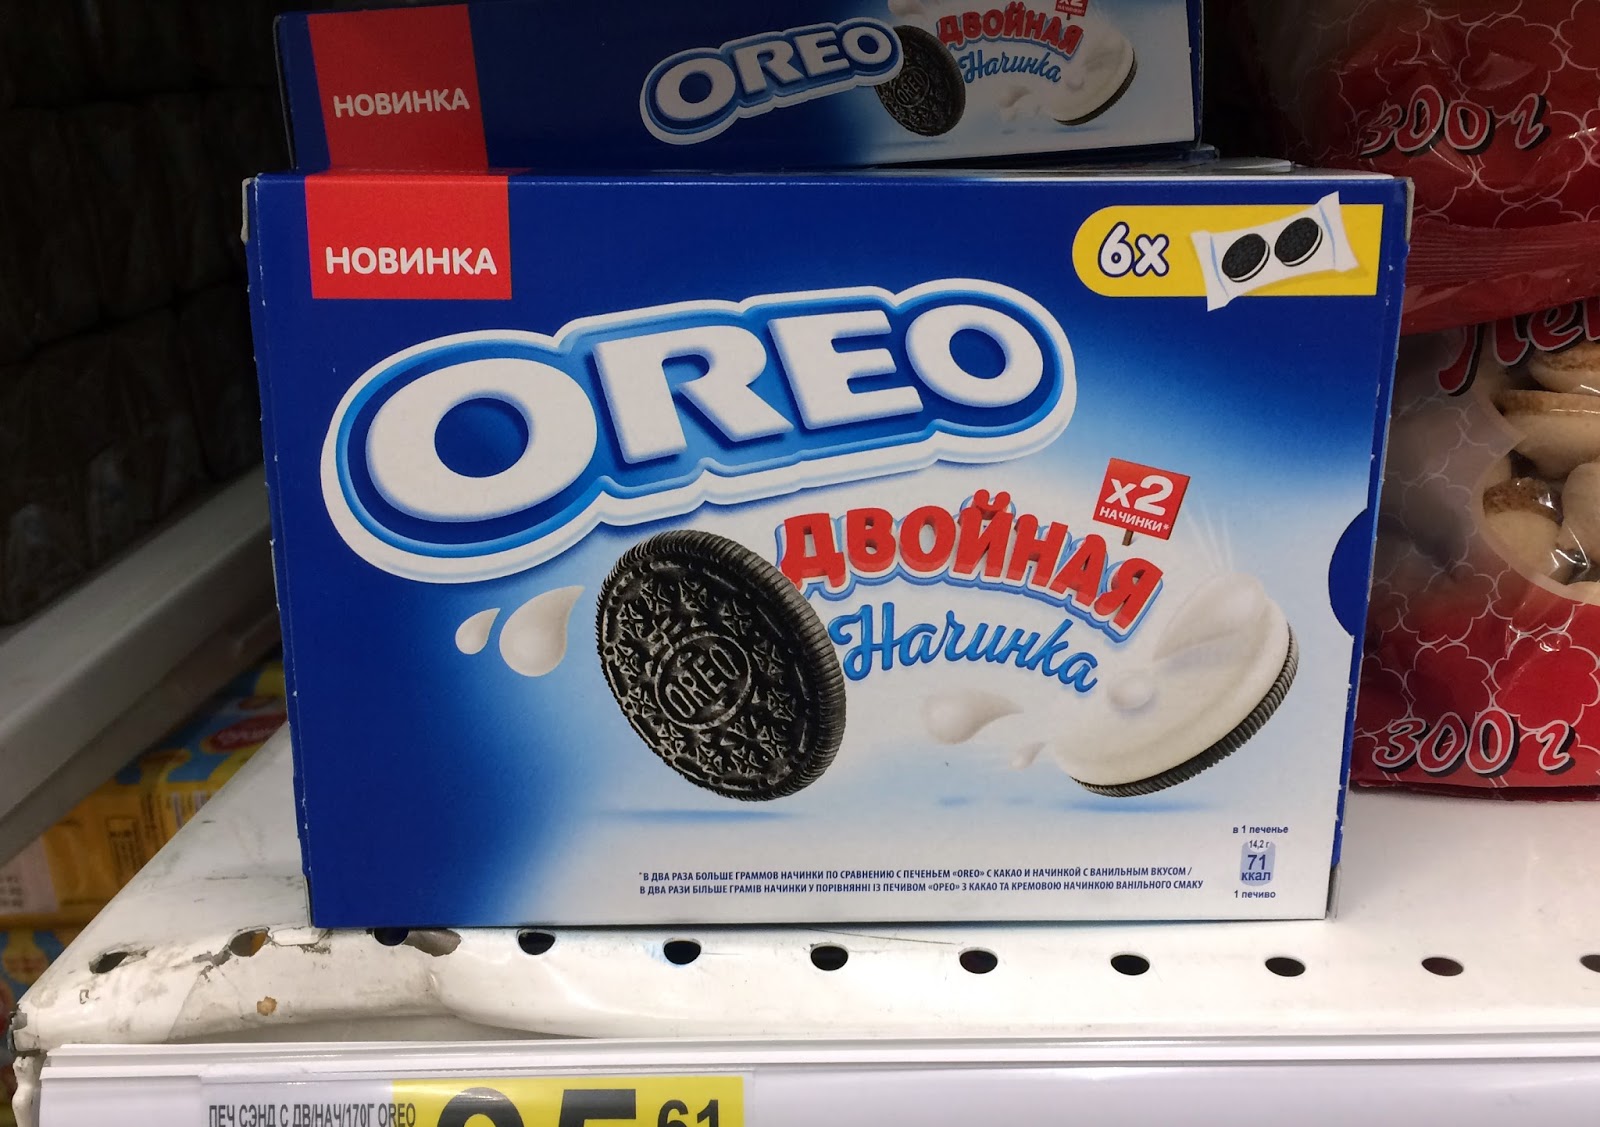 НОВИНКА
OREO
OREO
x2
НАЧИНКИ*
ДВОЙНАЯ
Начинка
300 г
НОВИНКА
6x
OREO
x2
НАЧИНКИ*
ДВОЙНАЯ
Начинка
OREO
300 г
в 1 печенье
14,2 г
71
ккал
1 печиво
*В ДВА РАЗА БОЛЬШЕ ГРАММОВ НАЧИНКИ ПО СРАВНЕНИЮ С ПЕЧЕНЬЕМ «OREO» С КАКАО И НАЧИНКОЙ С ВАНИЛЬНЫМ ВКУСОМ /
В ДВА РАЗИ БІЛЬШЕ ГРАМІВ НАЧИНКИ У ПОРІВНЯННІ ІЗ ПЕЧИВОМ «ОРЕО» З КАКАО ТА КРЕМОВОЮ НАЧИНКОЮ ВАНІЛЬНОГО СМАКУ
ПЕЧ СЭНД С ДВ/НАЧ/170Г OREO
61